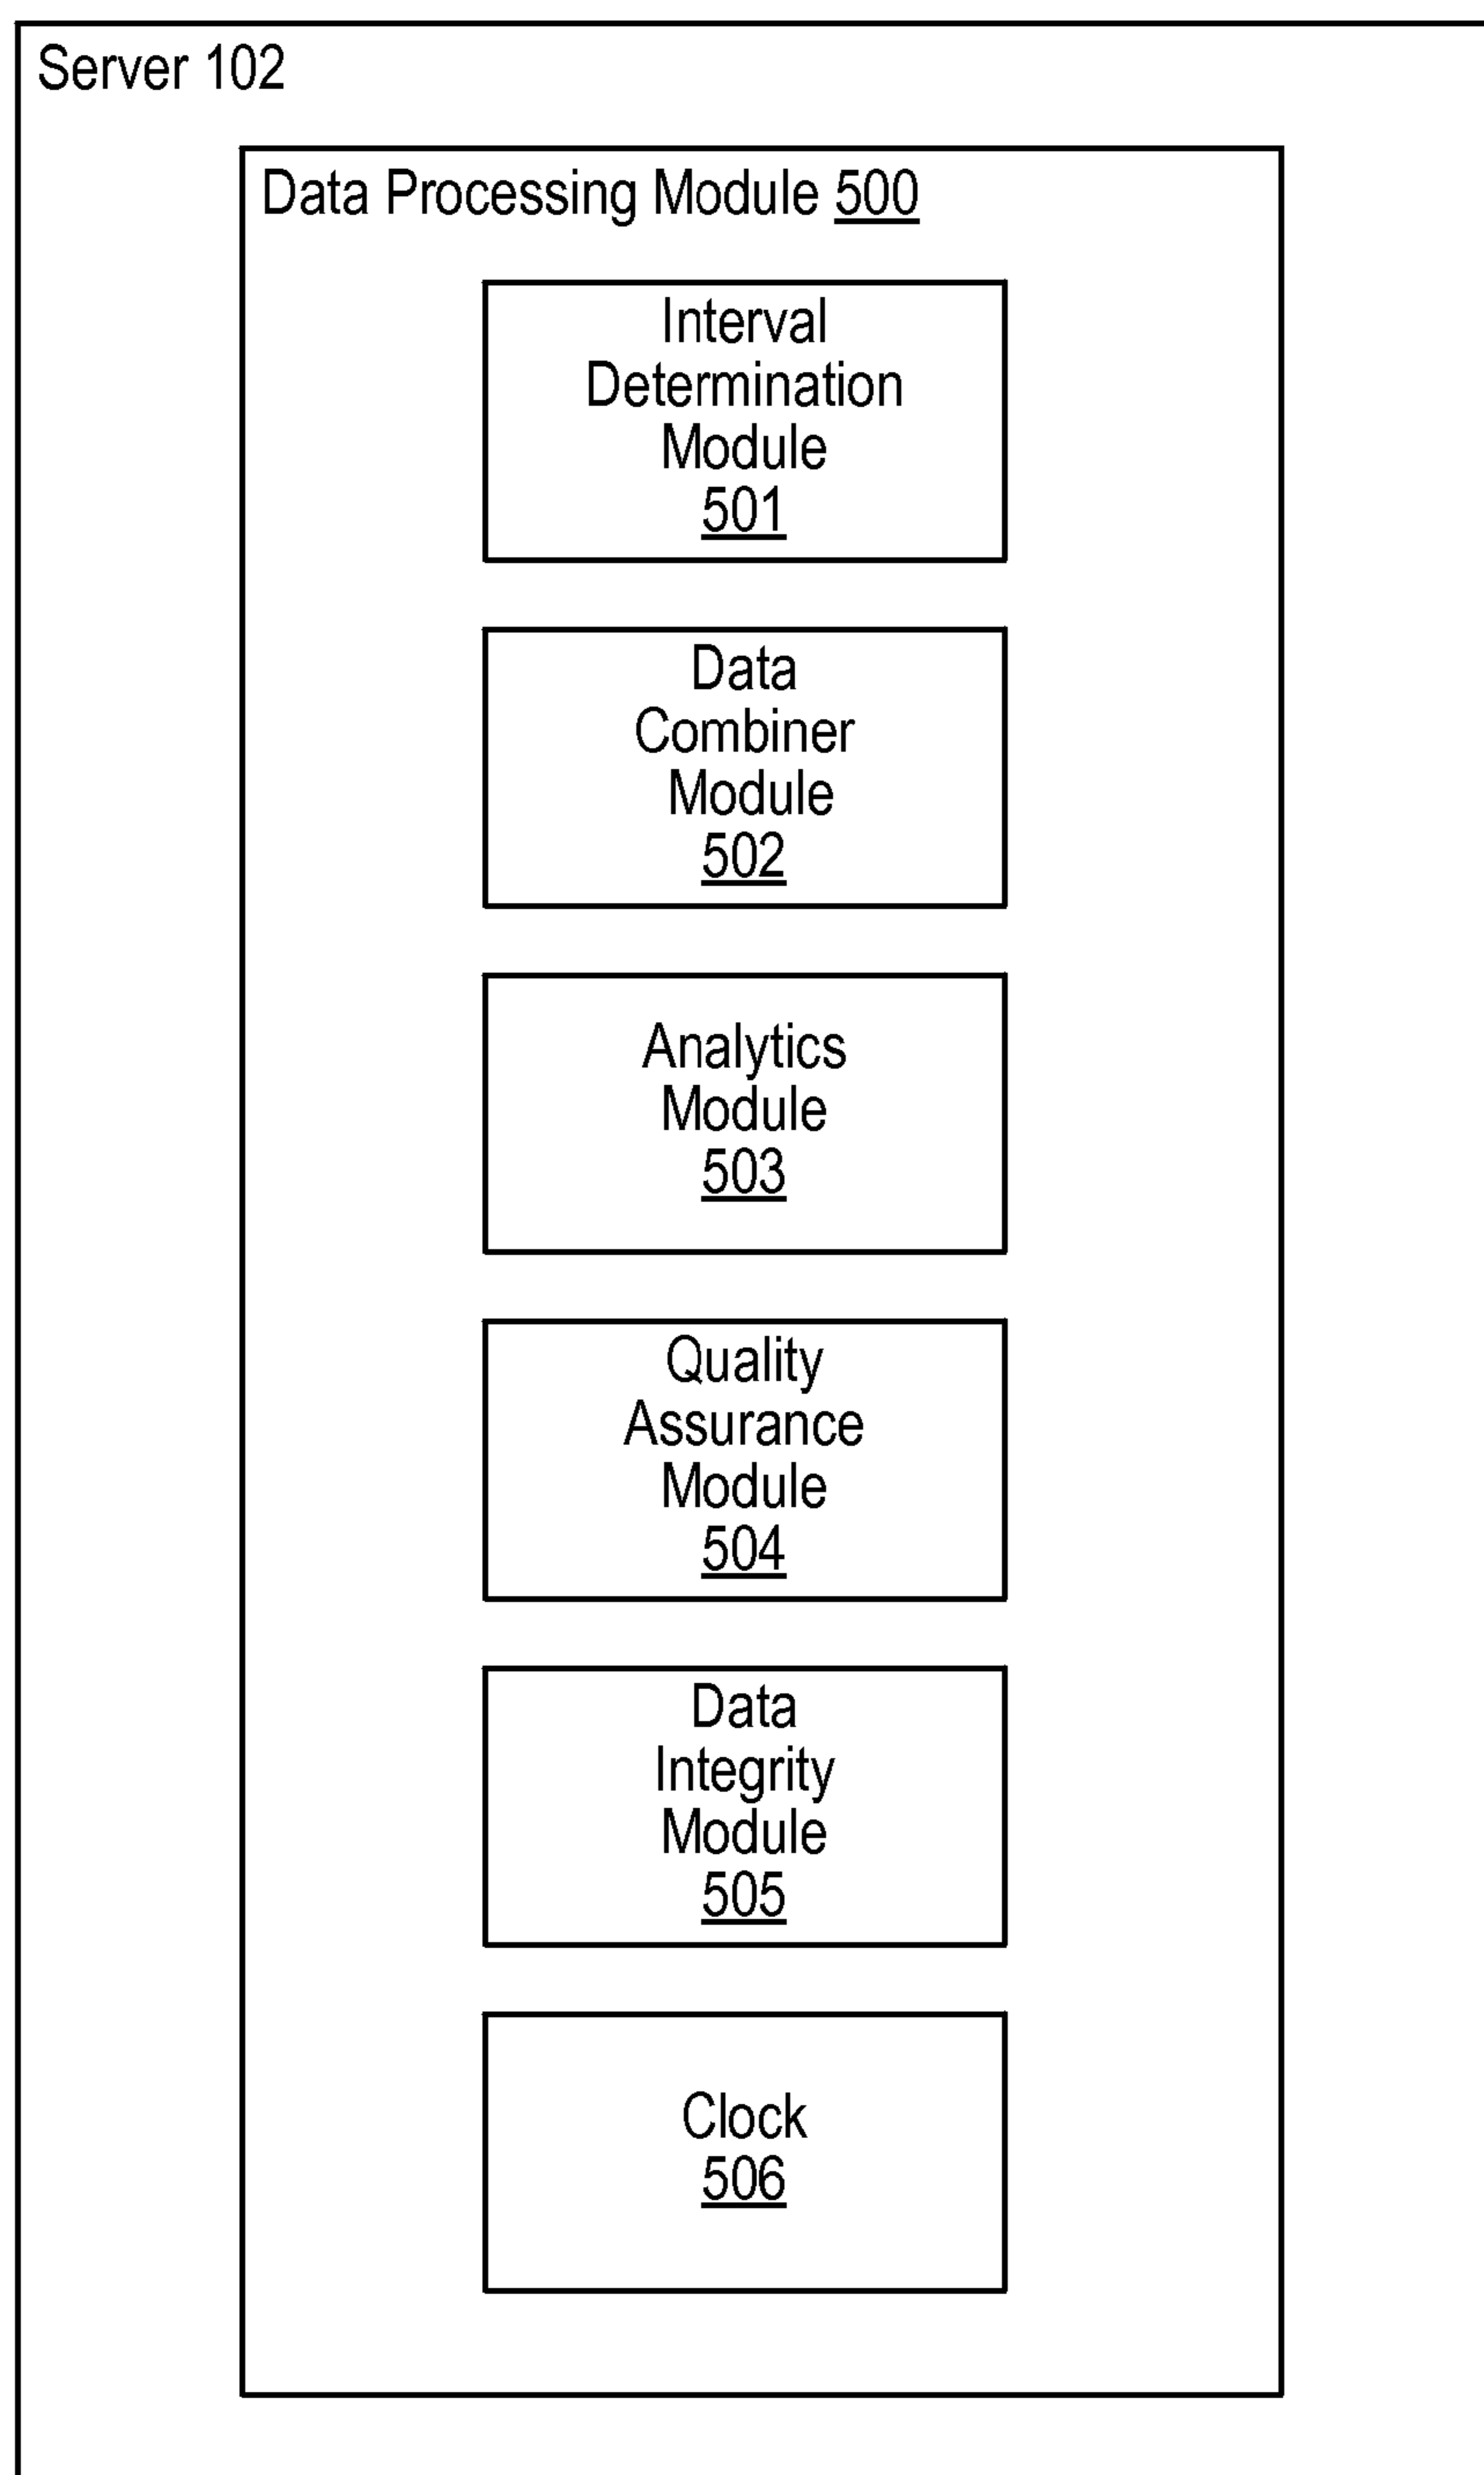 Server 102
Data Processing Module 500
Interval
Determination
Module
501
Data
Combiner
Module
502
Analytics
Module
503
Quality
Assurance
Module
504
Data
Integrity
Module
505
Clock
506